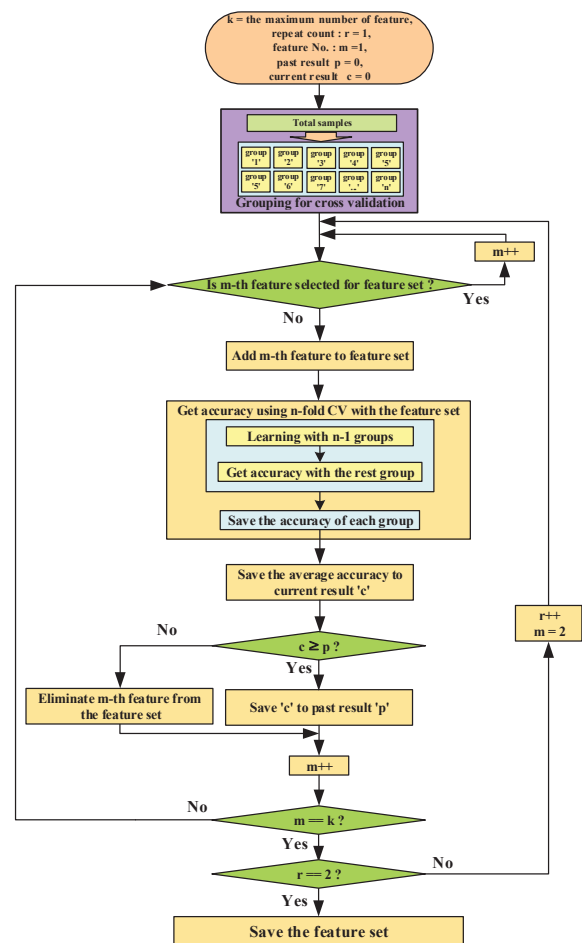 k = the maximum number of feature,
repeat count : r = 1,
feature No. : m =1,
past result p = 0,
current result c = 0
Total samples
group '1'
group '2'
group '3'
group '4'
group '5'
group '5'
group '6'
group '7'
group '...'
group 'n'
Grouping for cross validation
m++
Is m-th feature selected for feature set ?
Yes
No
Add m-th feature to feature set
Get accuracy using n-fold CV with the feature set
Learning with n-1 groups
Get accuracy with the rest group
Save the accuracy of each group
Save the average accuracy to
current result 'c'
r++
m = 2
No
c ≥ p ?
Yes
Eliminate m-th feature from
the feature set
Save 'c' to past result 'p'
m++
No
m == k ?
Yes
No
r == 2 ?
Yes
Save the feature set